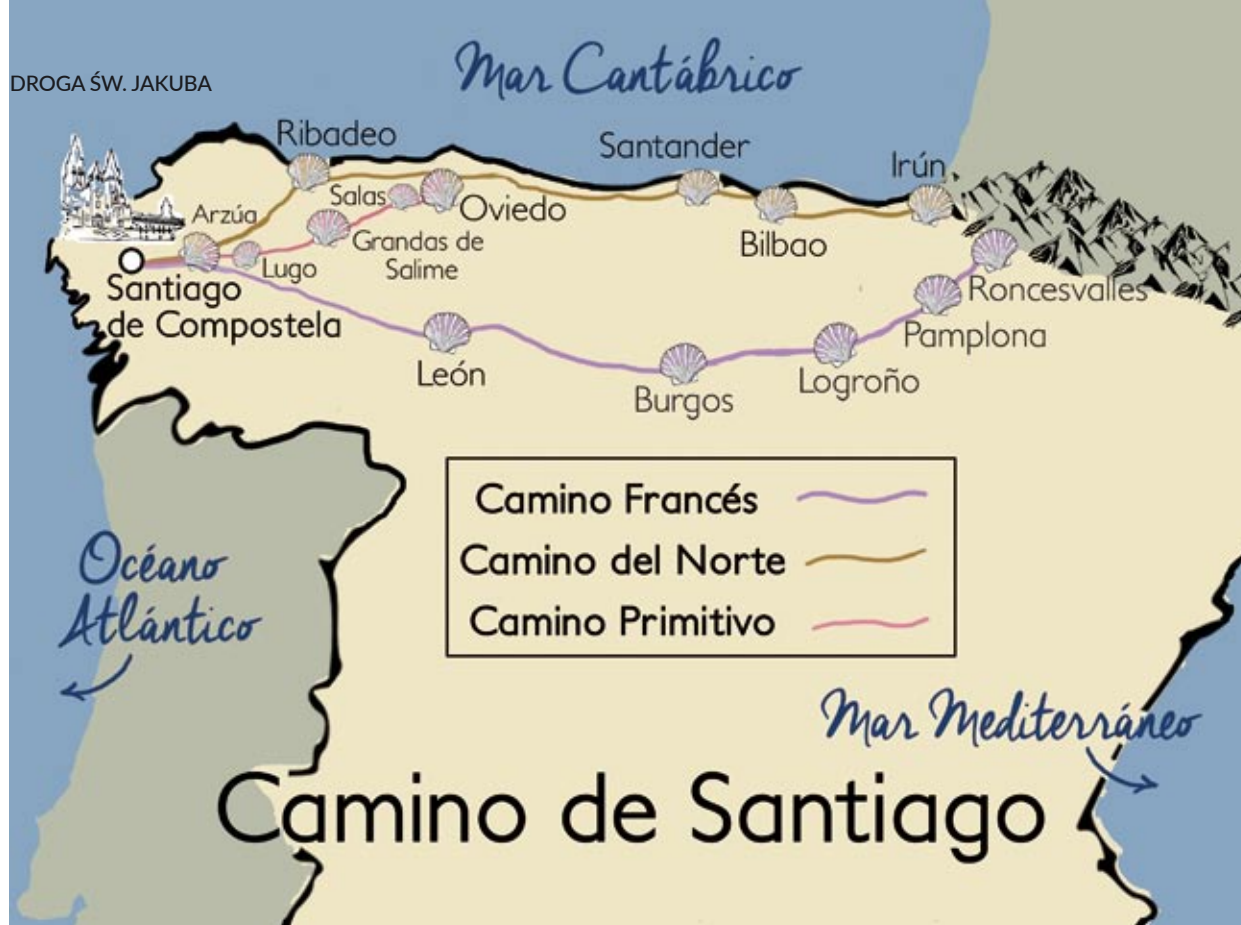 DROGA ŚW. JAKUBA
Mar Cantábrico
Ribadeo
Santander
Irún
Salas
Oviedo
Arzúa
Bilbao
Grandas de
Salime
Lugo
Roncesvalles
Santiago
de Compostela
Pamplona
León
Logroño
Burgos
Camino Francés
Camino del Norte
Camino Primitivo
Océano
Atlántico
Mar Mediterráneo
Camino de Santiago